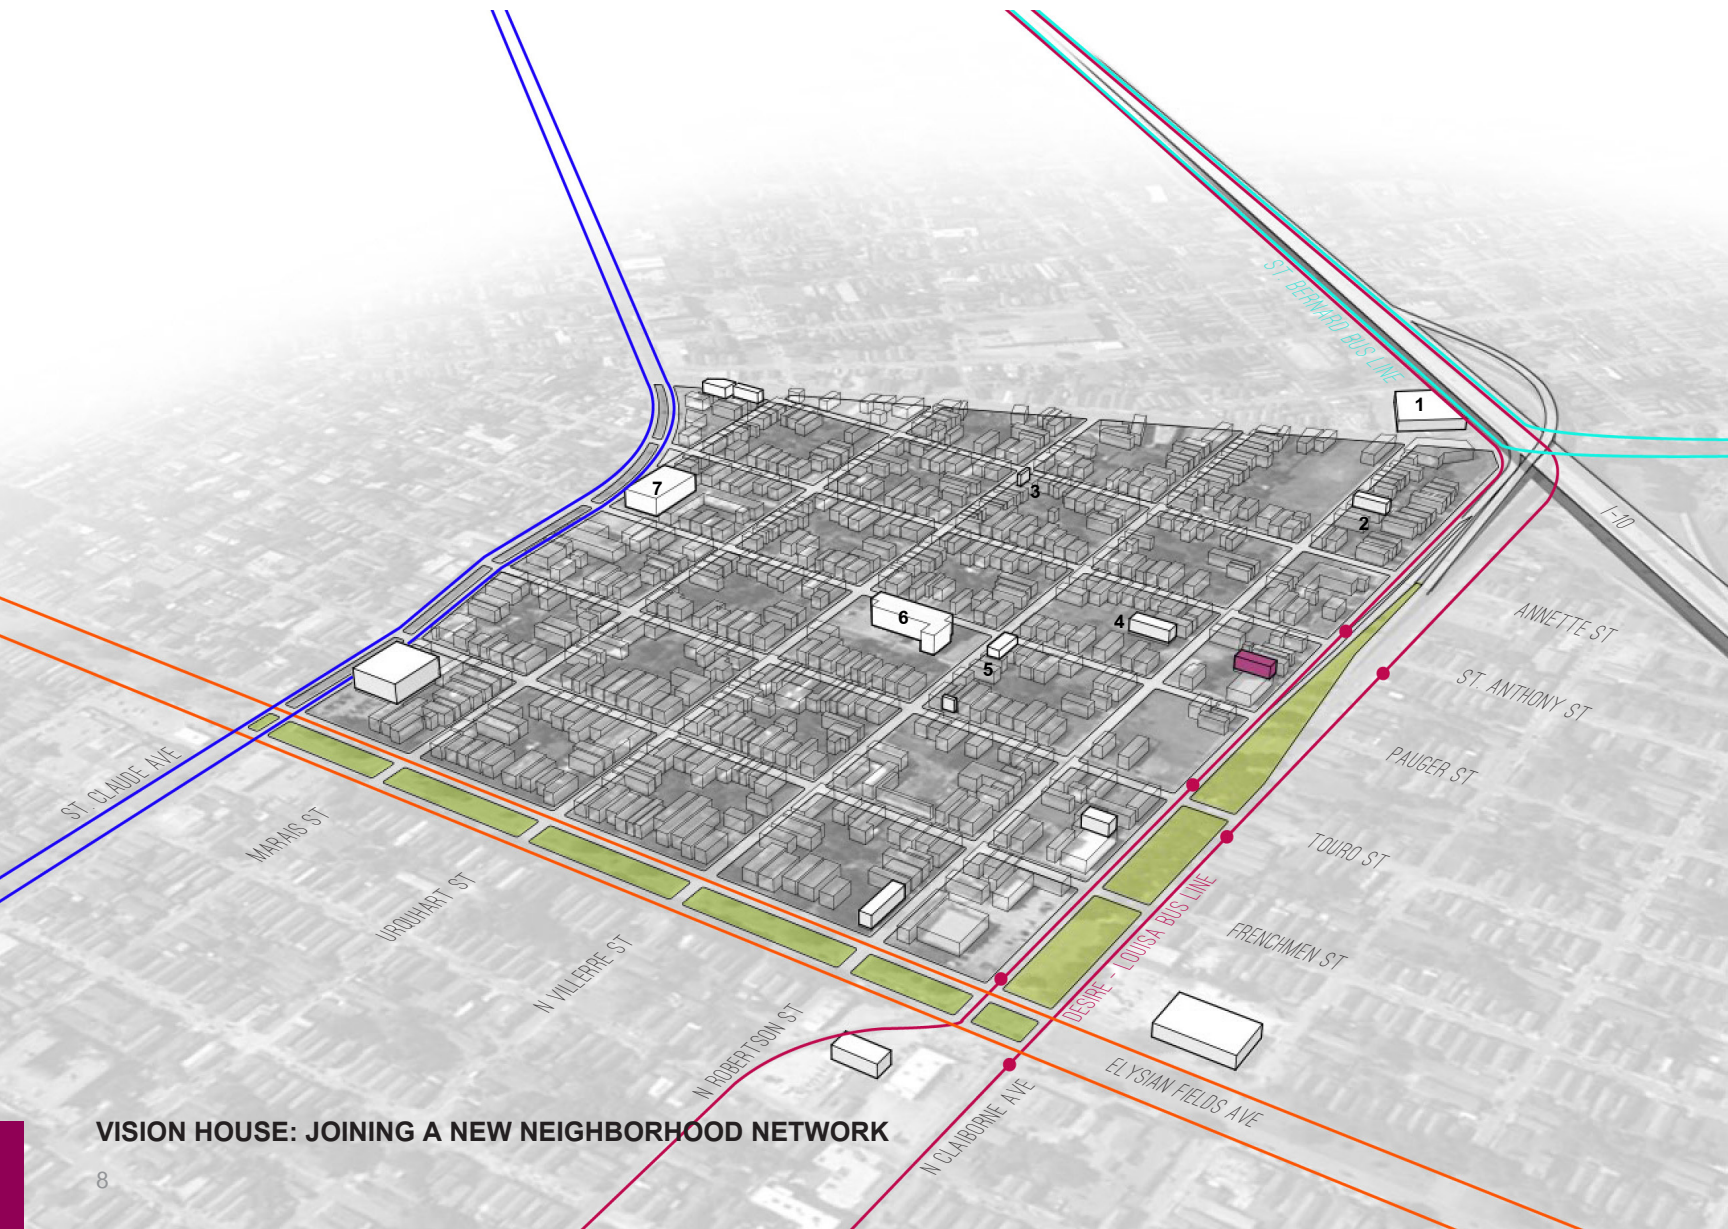 ST. BERNARD BUS LINE
1
7
3
2
I-10
6
4
5
ANNETTE ST
ST. ANTHONY ST
PAUGER ST
TOURO ST
FRENCHMEN ST
ST. CLAUDE AVE
MARAIS ST
URQUHART ST
N VILLERRE ST
N ROBERTSON ST
DESIRE - LOUISA BUS LINE
N CLAIBORNE AVE
ELYSIAN FIELDS AVE
VISION HOUSE: JOINING A NEW NEIGHBORHOOD NETWORK
8